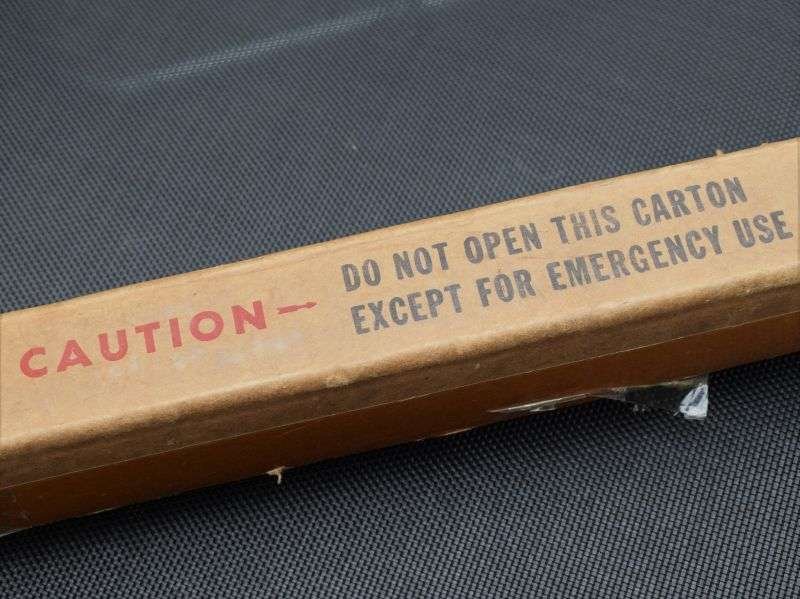 CAUTION→
DO NOT OPEN THIS CARTON
EXCEPT FOR EMERGENCY USE